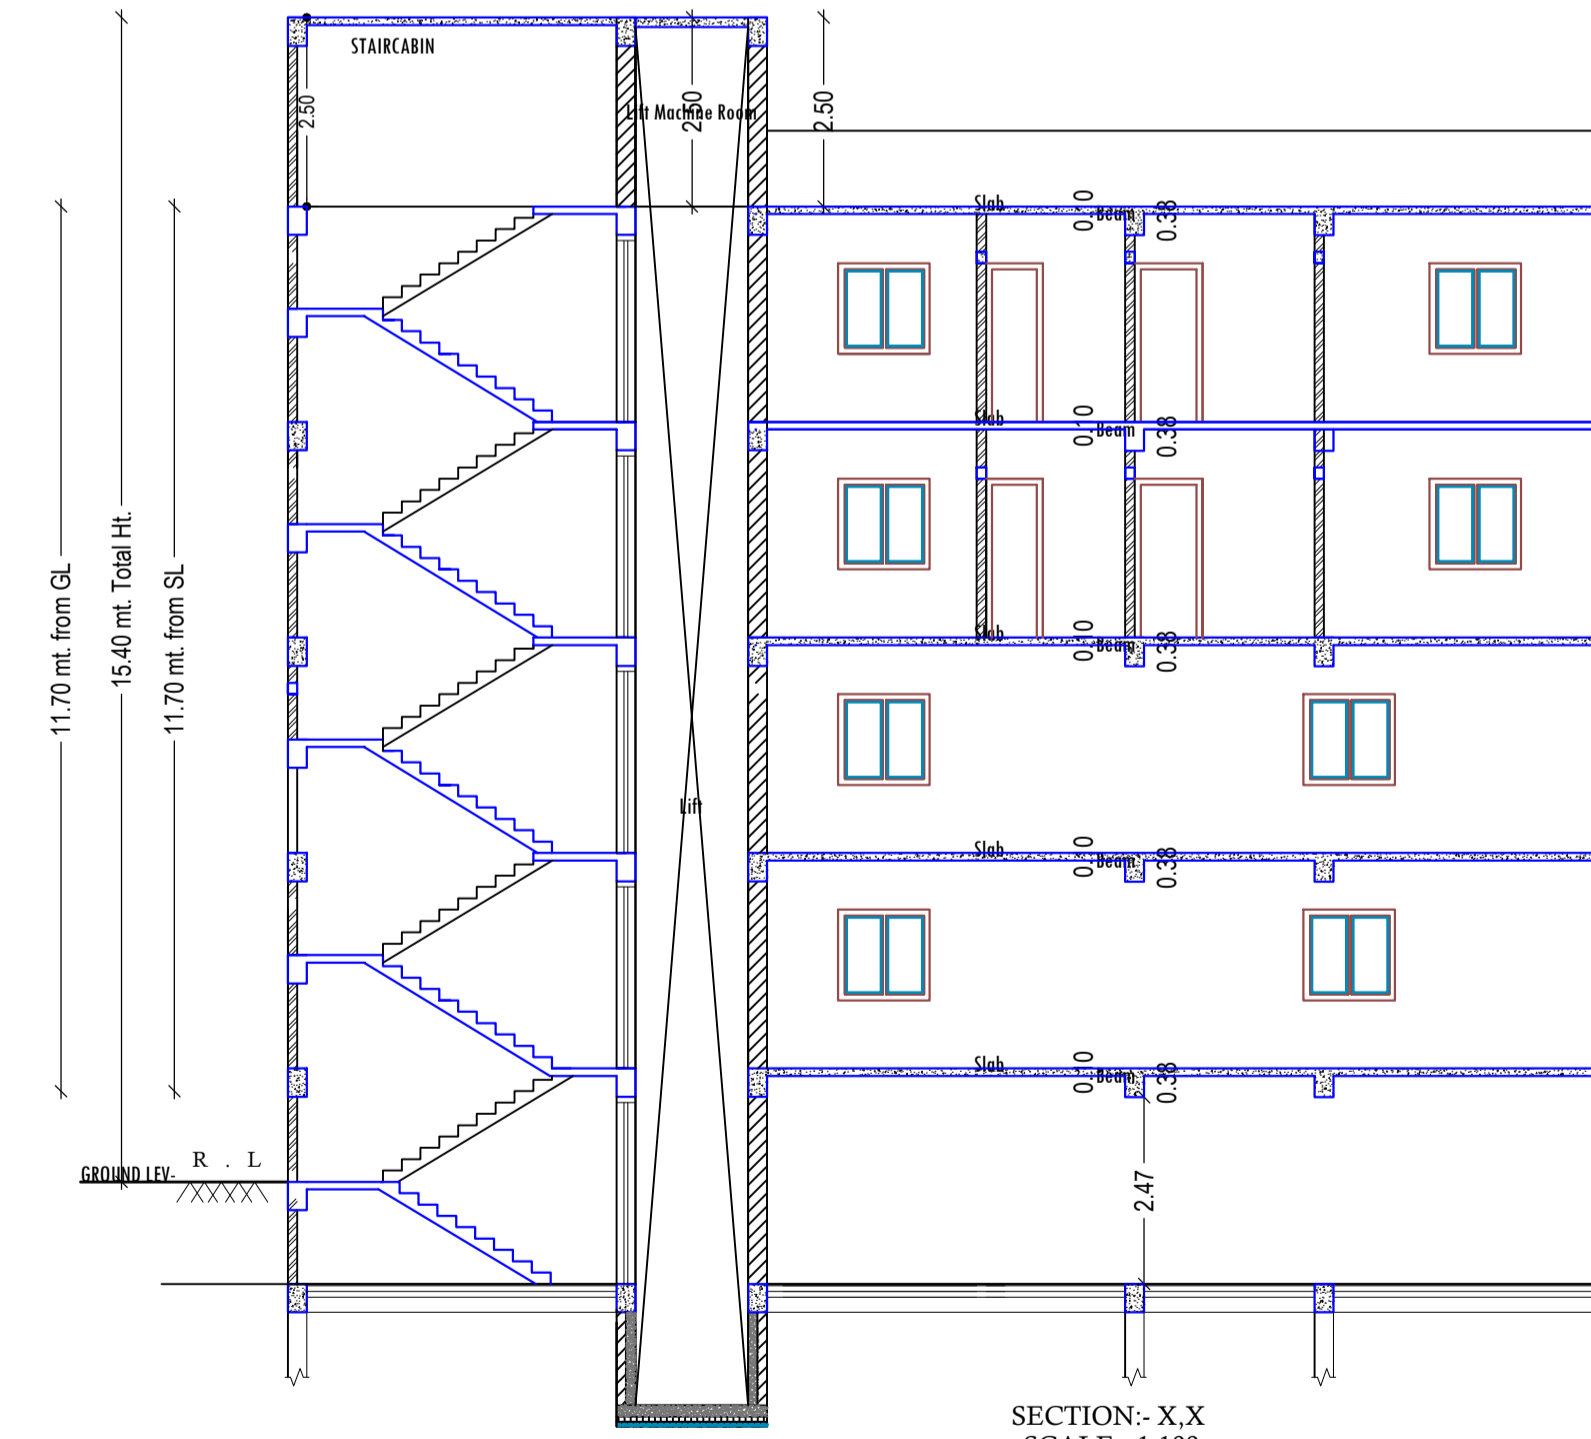 STAIRCABIN
2.50
Lift Machine Room
2.50
2.50
Slab
0.10
Beam
0.38
Slab
0.10
Beam
0.38
11.70 mt. from GL
15.40 mt. Total Ht.
11.70 mt. from SL
Slab
0.10
Beam
0.38
Lift
Slab
0.10
Beam
0.38
Slab
0.10
Beam
0.38
R . L
GROUND LEV-
2.47
SECTION:- X,X